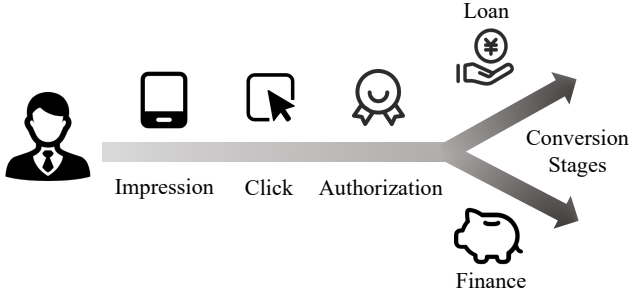 Loan
Impression
Click
Authorization
Conversion
Stages
Finance
¥